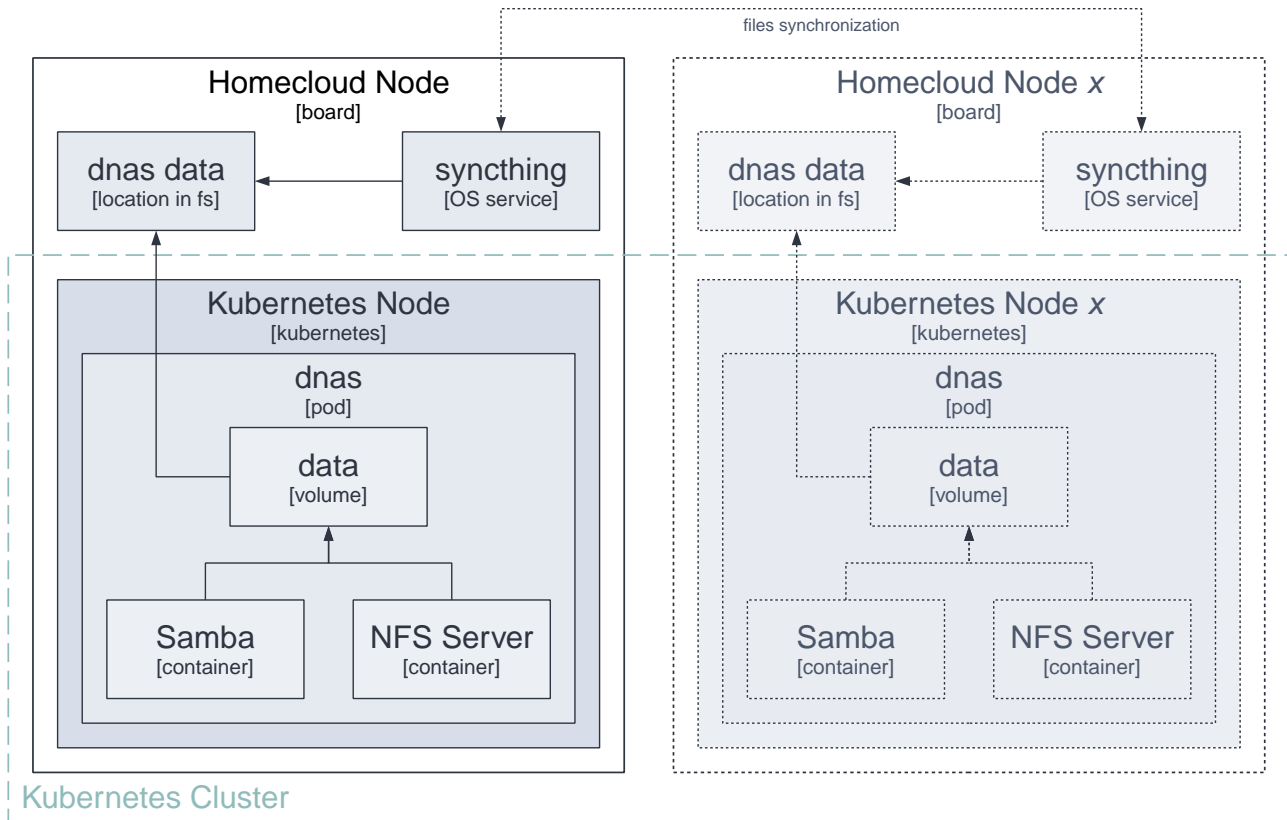 files synchronization
Homecloud Node
[board]
dnas data
[location in fs]
syncthing
[OS service]
Kubernetes Node
[kubernetes]
dnas
[pod]
data
[volume]
Samba
[container]
NFS Server
[container]
Homecloud Node x
[board]
dnas data
[location in fs]
syncthing
[OS service]
Kubernetes Node x
[kubernetes]
dnas
[pod]
data
[volume]
Samba
[container]
NFS Server
[container]
Kubernetes Cluster